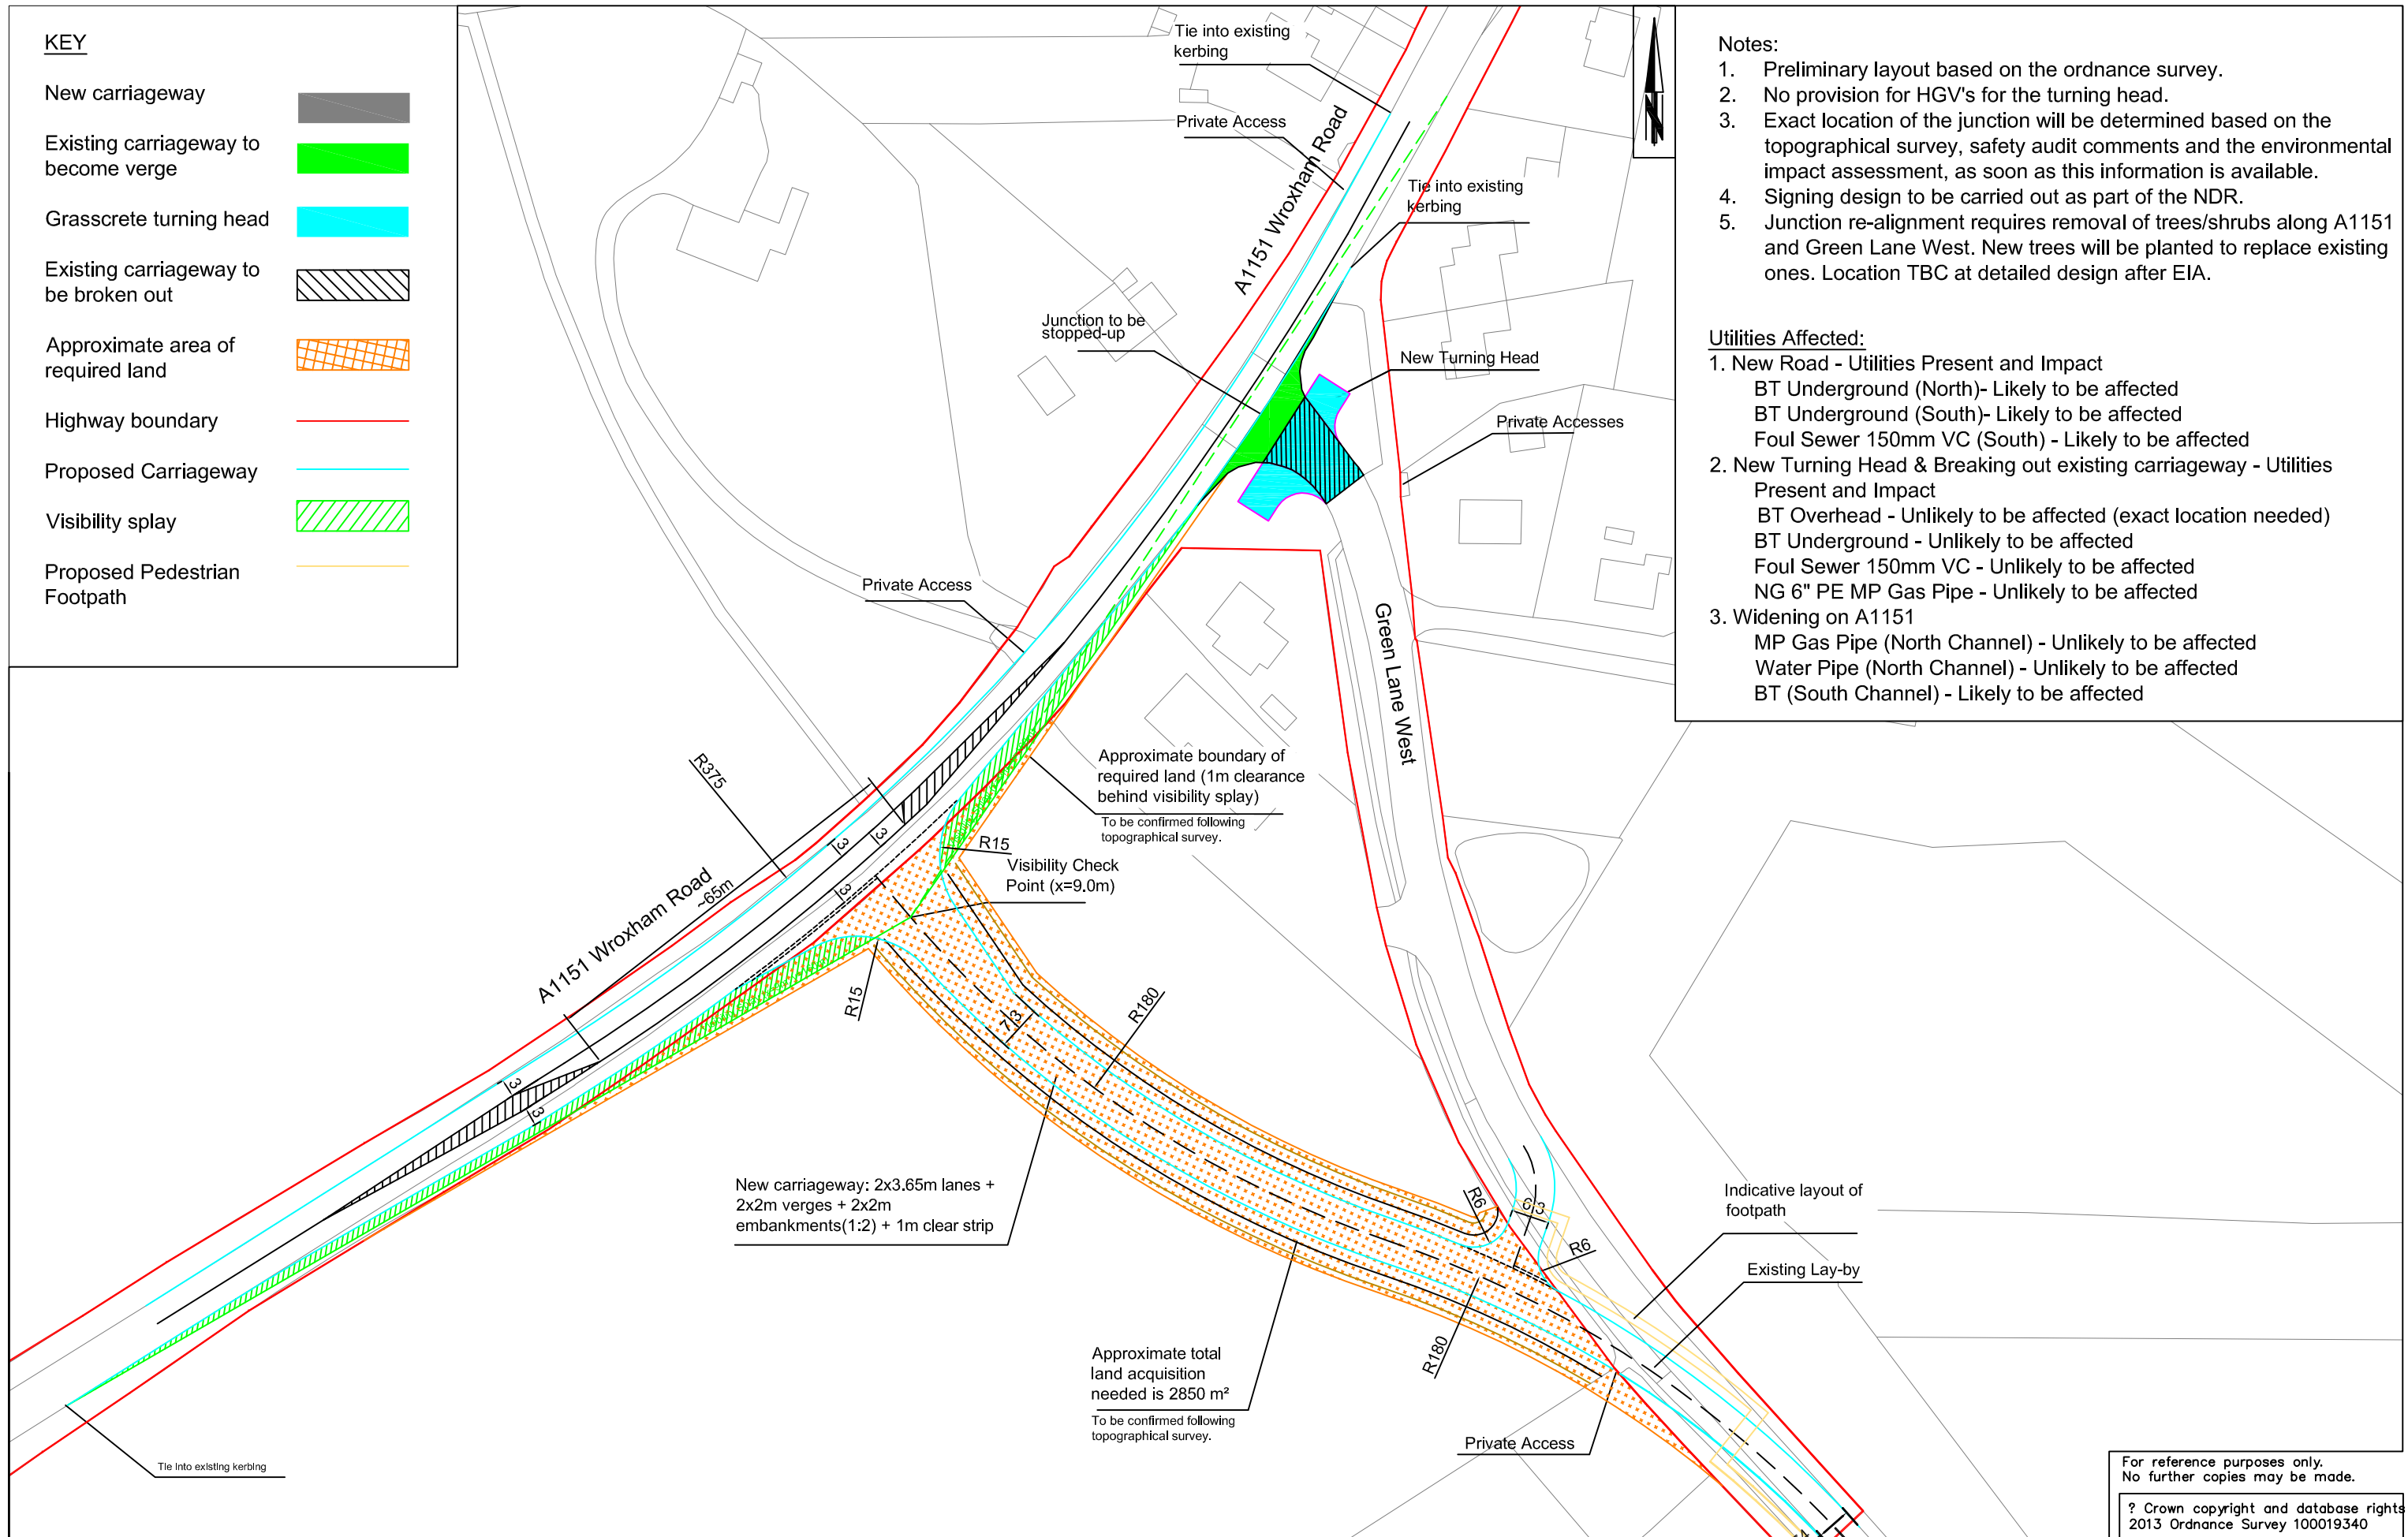 KEY
New carriageway
Existing carriageway to
become verge
Grasscrete turning head
Existing carriageway to
be broken out
Approximate area of
required land
Highway boundary
Proposed Carriageway
Visibility splay
Proposed Pedestrian
Footpath
Tie into existing
kerbing
Private Access
A1151 Wroxham Road
Tie into existing
kerbing
Junction to be
stopped-up
New Turning Head
Private Accesses
Private Access
Green Lane West
R375
Approximate boundary of
required land (1m clearance
behind visibility splay)
To be confirmed following
topographical survey.
3
3
3
R15
Visibility Check
Point (x=9.0m)
~65m
A1151 Wroxham Road
R15
7.3
R180
3
3
New carriageway: 2x3.65m lanes +
2x2m verges + 2x2m
embankments(1:2) + 1m clear strip
R6
6.3
R6
Indicative layout of
footpath
Existing Lay-by
R180
Approximate total
land acquisition
needed is 2850 m²
To be confirmed following
topographical survey.
Private Access
Tie into existing kerbing
N
Notes:
1. Preliminary layout based on the ordnance survey.
2. No provision for HGV's for the turning head.
3. Exact location of the junction will be determined based on the
topographical survey, safety audit comments and the environmental
impact assessment, as soon as this information is available.
4. Signing design to be carried out as part of the NDR.
5. Junction re-alignment requires removal of trees/shrubs along A1151
and Green Lane West. New trees will be planted to replace existing
ones. Location TBC at detailed design after EIA.
Utilities Affected:
1. New Road - Utilities Present and Impact
BT Underground (North)- Likely to be affected
BT Underground (South)- Likely to be affected
Foul Sewer 150mm VC (South) - Likely to be affected
2. New Turning Head & Breaking out existing carriageway - Utilities
Present and Impact
BT Overhead - Unlikely to be affected (exact location needed)
BT Underground - Unlikely to be affected
Foul Sewer 150mm VC - Unlikely to be affected
NG 6" PE MP Gas Pipe - Unlikely to be affected
3. Widening on A1151
MP Gas Pipe (North Channel) - Unlikely to be affected
Water Pipe (North Channel) - Unlikely to be affected
BT (South Channel) - Likely to be affected
For reference purposes only.
No further copies may be made.
? Crown copyright and database rights
2013 Ordnance Survey 100019340